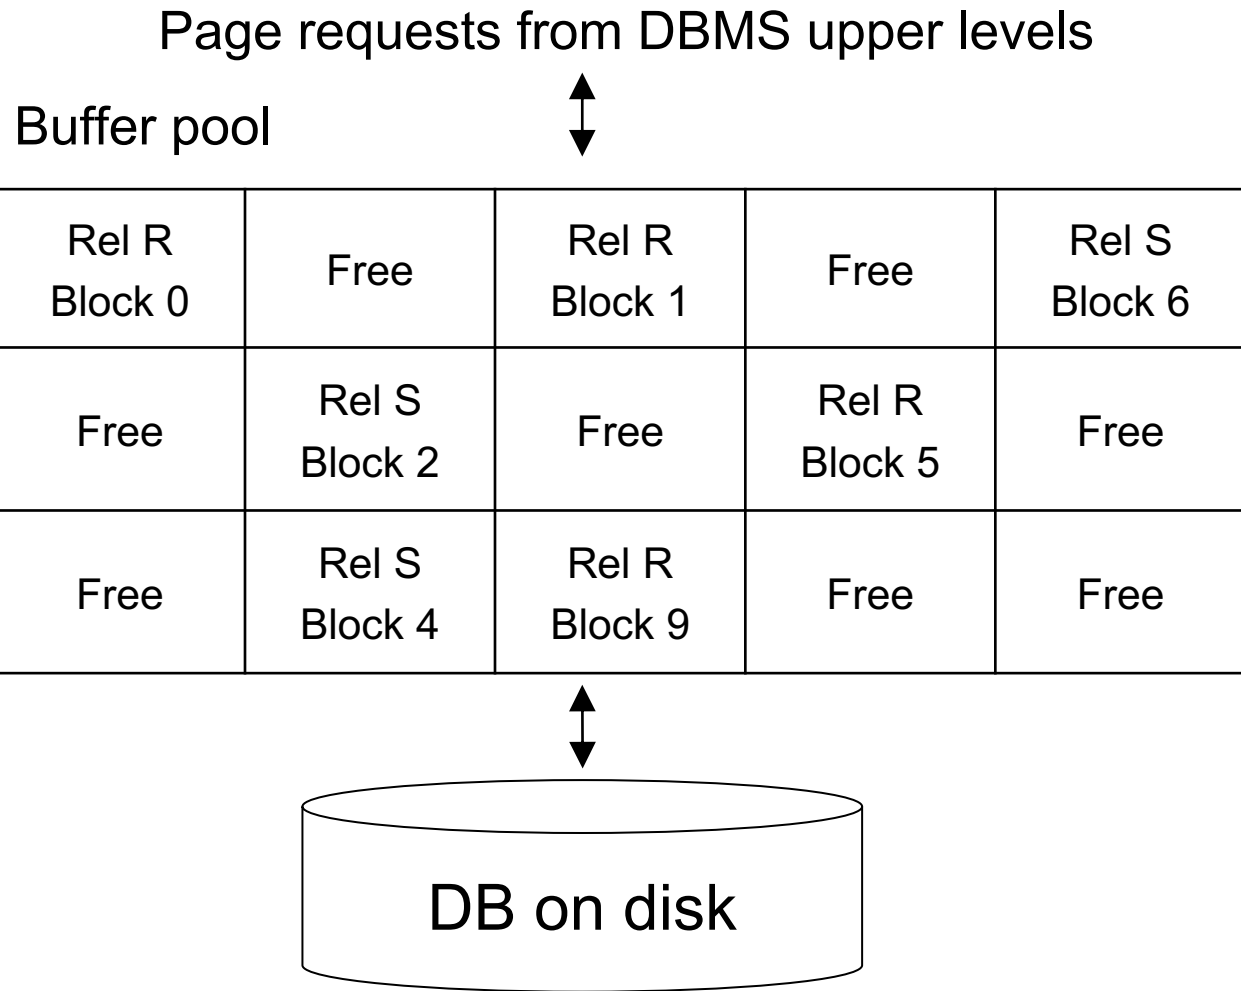 Page requests from DBMS upper levels
Buffer pool
Rel R
Block 0
Free
Rel R
Block 1
Free
Rel S
Block 6
Free
Rel S
Block 2
Free
Rel R
Block 5
Free
Free
Rel S
Block 4
Rel R
Block 9
Free
Free
DB on disk